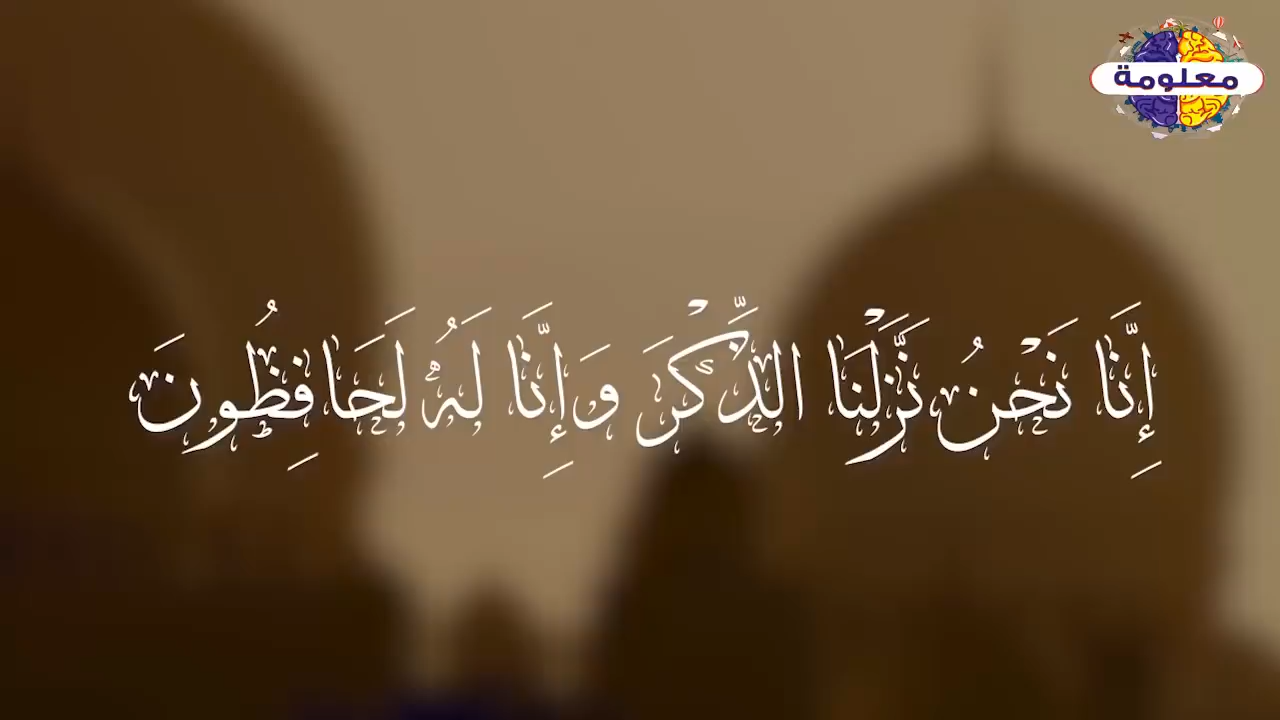 معلومة
إِنَّا نَحْنُ نَزَّلْنَا الذِّكْرَ وَإِنَّا لَهُ لَحَافِظُونَ